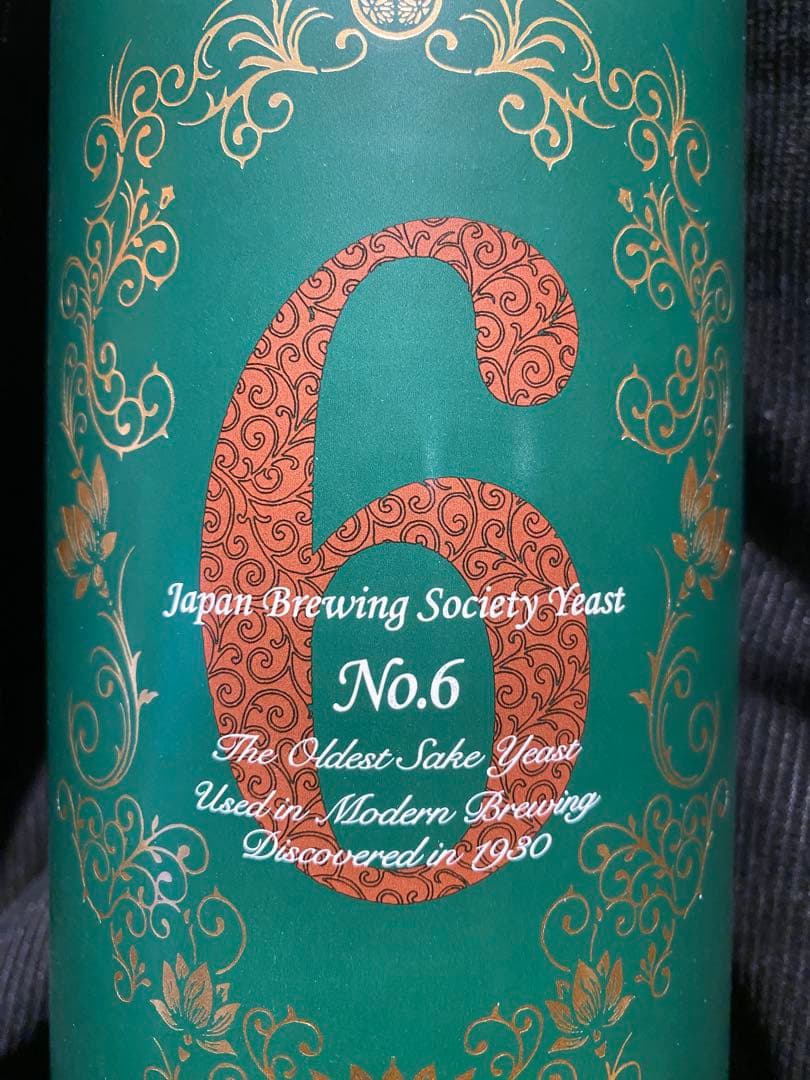 6
Japan Brewing Society Yeast
No.6
The Oldest Sake Yeast
Used in Modern Brewing
Discovered in 1930